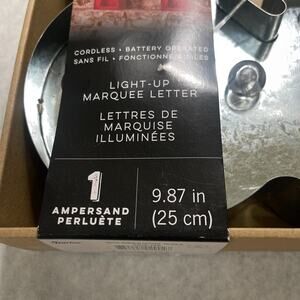 CORDLESS • BATTERY OPERATED
SANS FIL • FONCTIONNE À PILES
LIGHT-UP
MARQUEE LETTER
LETTRES DE
MARQUISE
ILLUMINÉES
1
AMPERSAND
PERLUÈTE
9.87 in
(25 cm)